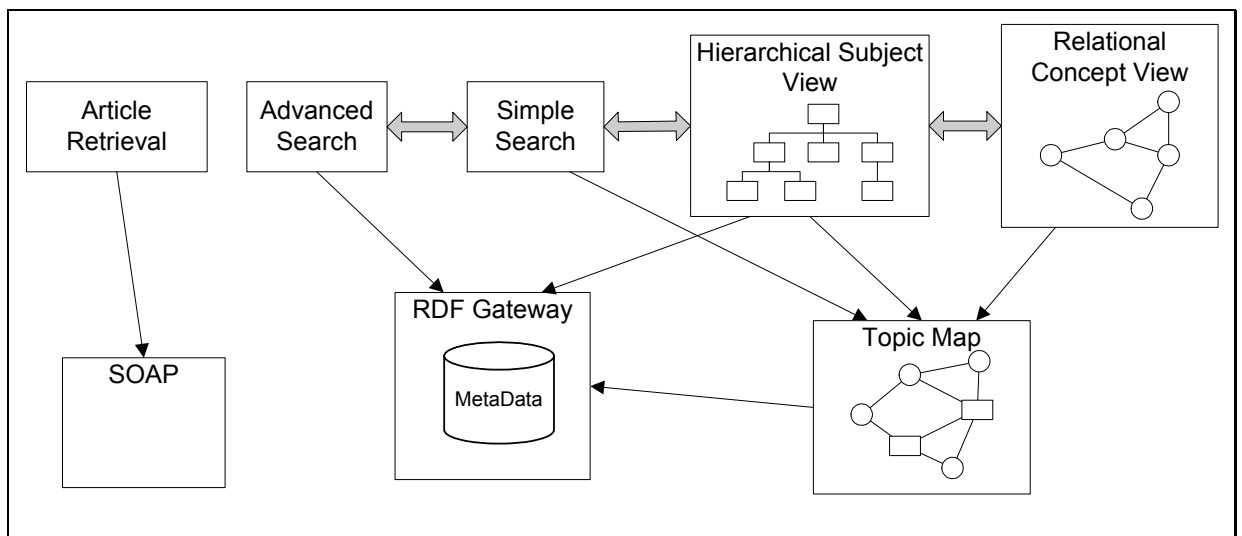 Article
Retrieval
Advanced
Search
Simple
Search
Hierarchical Subject
View
Relational
Concept View
SOAP
RDF Gateway
MetaData
Topic Map